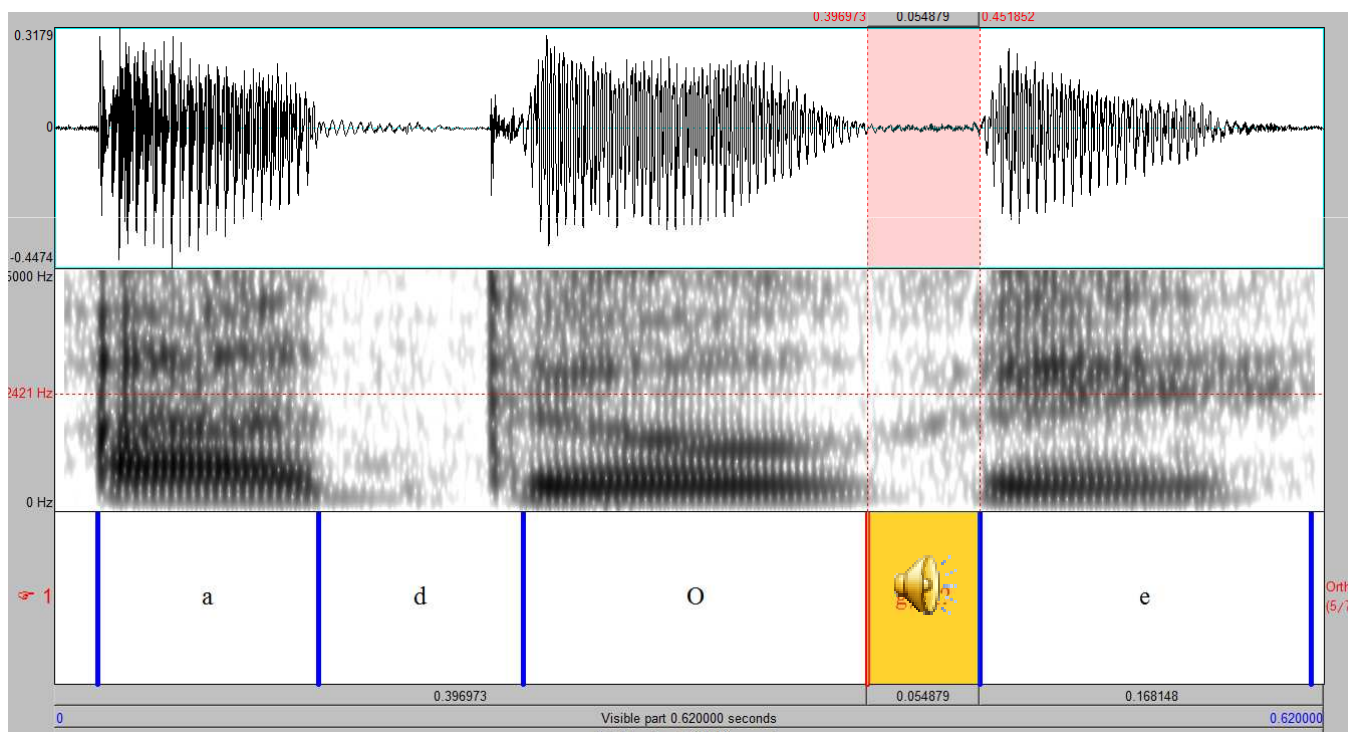 0.396973 0.054879 0.451852
0.3179
0
-0.4474
5000 Hz
2421 Hz
0 Hz
1 a d O e
Orth
(5/7
0.396973 0.054879 0.168148
0 Visible part 0.620000 seconds 0.620000